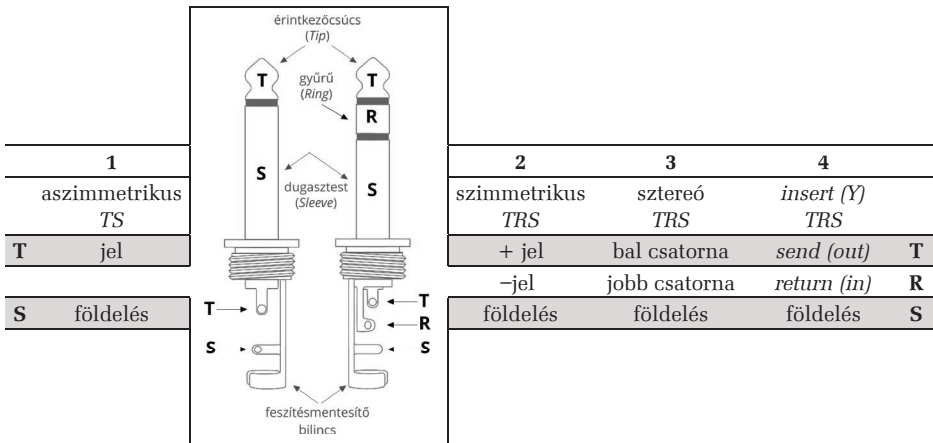 érintkezőcsúcs
(Tip)
T T
gyűrű
(Ring)
R
S S
dugasztest
(Sleeve)
1 2 3 4
aszimmetrikus szimmetrikus sztereó insert (Y)
TS TRS TRS TRS
T jel + jel bal csatorna send (out) T
−jel jobb csatorna return (in) R
S földelés földelés földelés földelés S
T T
R
S S
feszítésmentesítő
bilincs